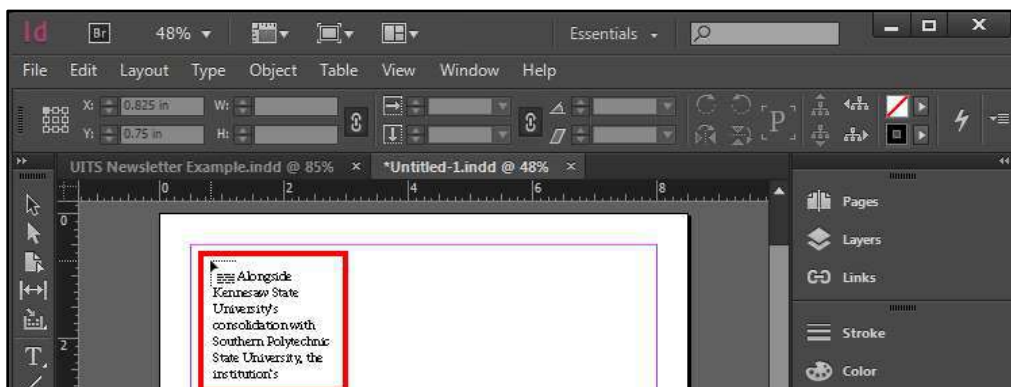 Id Br 48% Essentials
File Edit Layout Type Object Table View Window Help
X: 0.825 in W:
P
Y: 0.75 in H:
UITS Newsletter Example.indd @ 85% × *Untitled-1.indd @ 48% ×
0 2 4 6 8
0
2
T
Alongside
Kennesaw State
University's
consolidation with
Southern Polytechnic
State University, the
institution's
Pages
Layers
Links
Stroke
Color